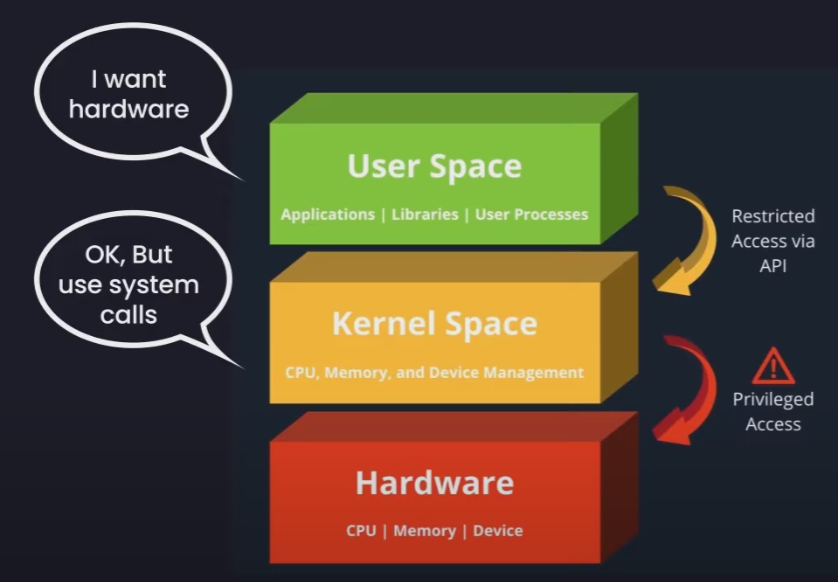 I want
hardware
User Space
Applications | Libraries | User Processes
Restricted
Access via
API
OK, But
use system
calls
Kernel Space
CPU, Memory, and Device Management
Privileged
Access
Hardware
CPU | Memory | Device